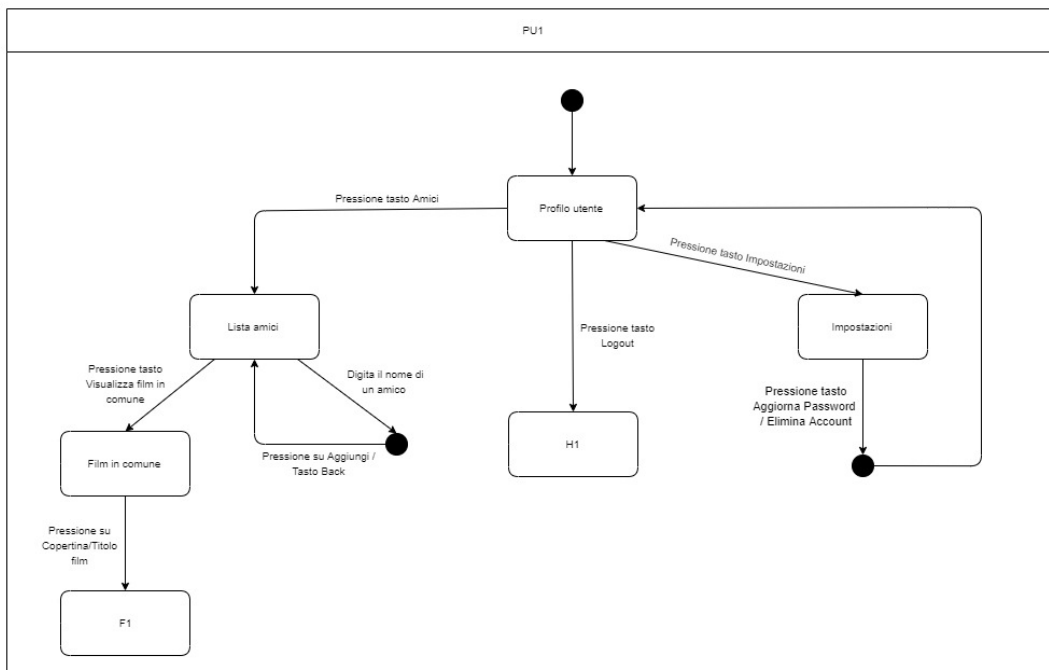 PU1
Profilo utente
Pressione tasto Amici
Pressione tasto Impostazioni
Lista amici
Impostazioni
Pressione tasto
Logout
Pressione tasto
Visualizza film in
comune
Digita il nome di
un amico
Pressione tasto
Aggiorna Password
/ Elimina Account
Film in comune
Pressione su Aggiungi /
Tasto Back
H1
Pressione su
Copertina/Titolo
film
F1